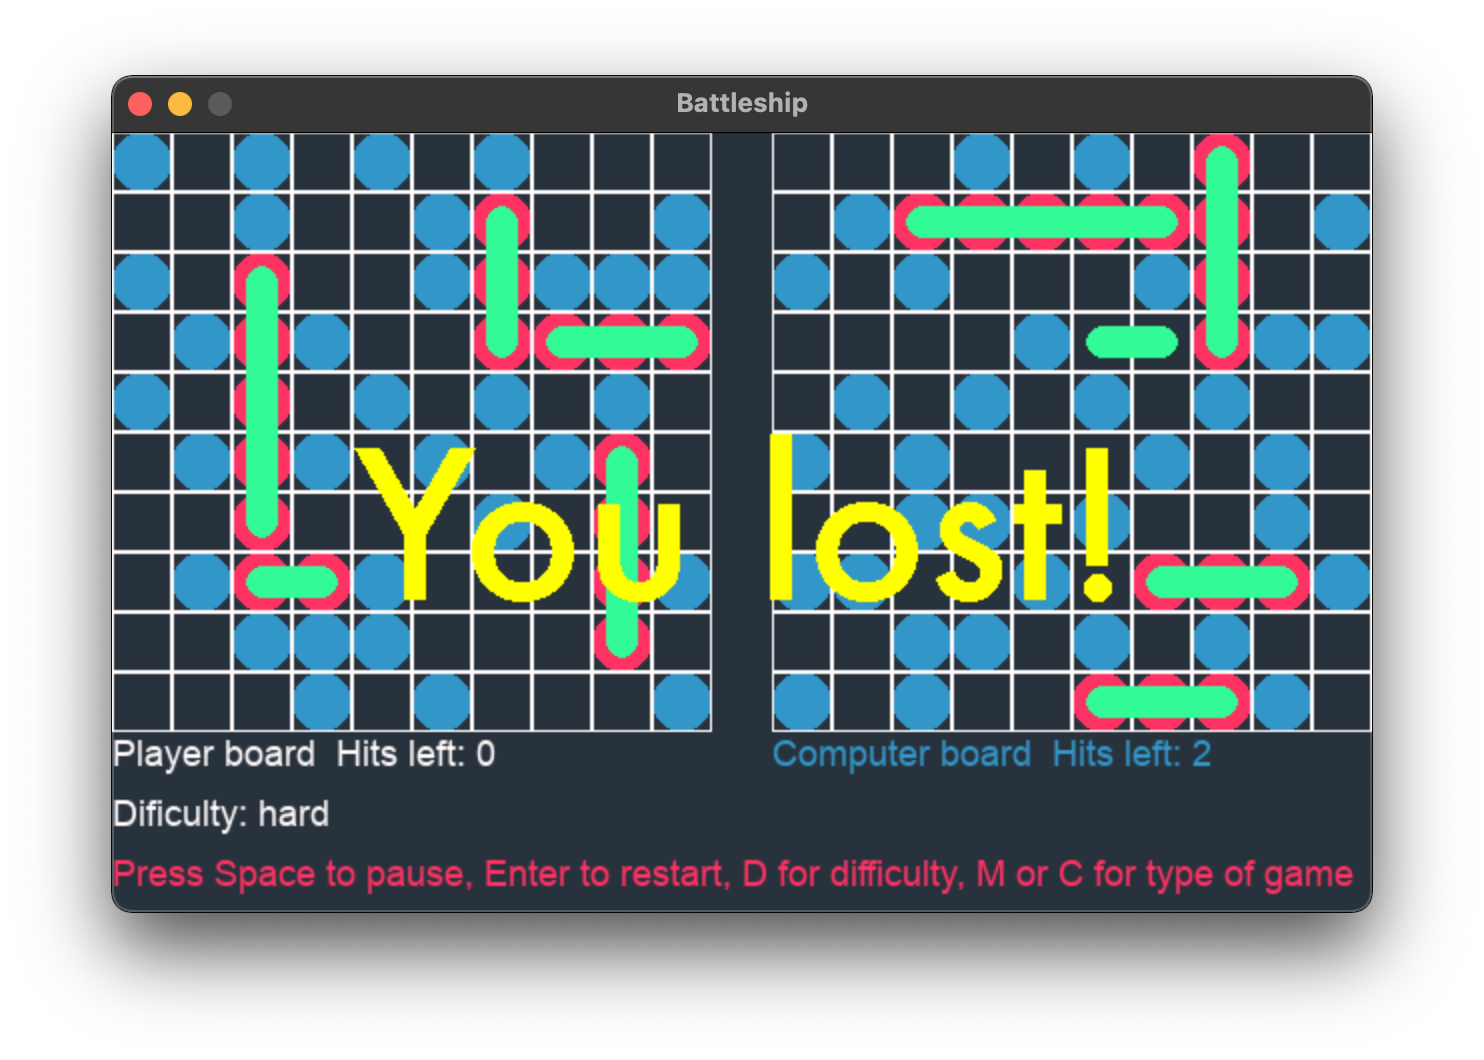 Battleship
You lost!
Player board  Hits left: 0
Computer board  Hits left: 2
Dificulty: hard
Press Space to pause, Enter to restart, D for difficulty, M or C for type of game